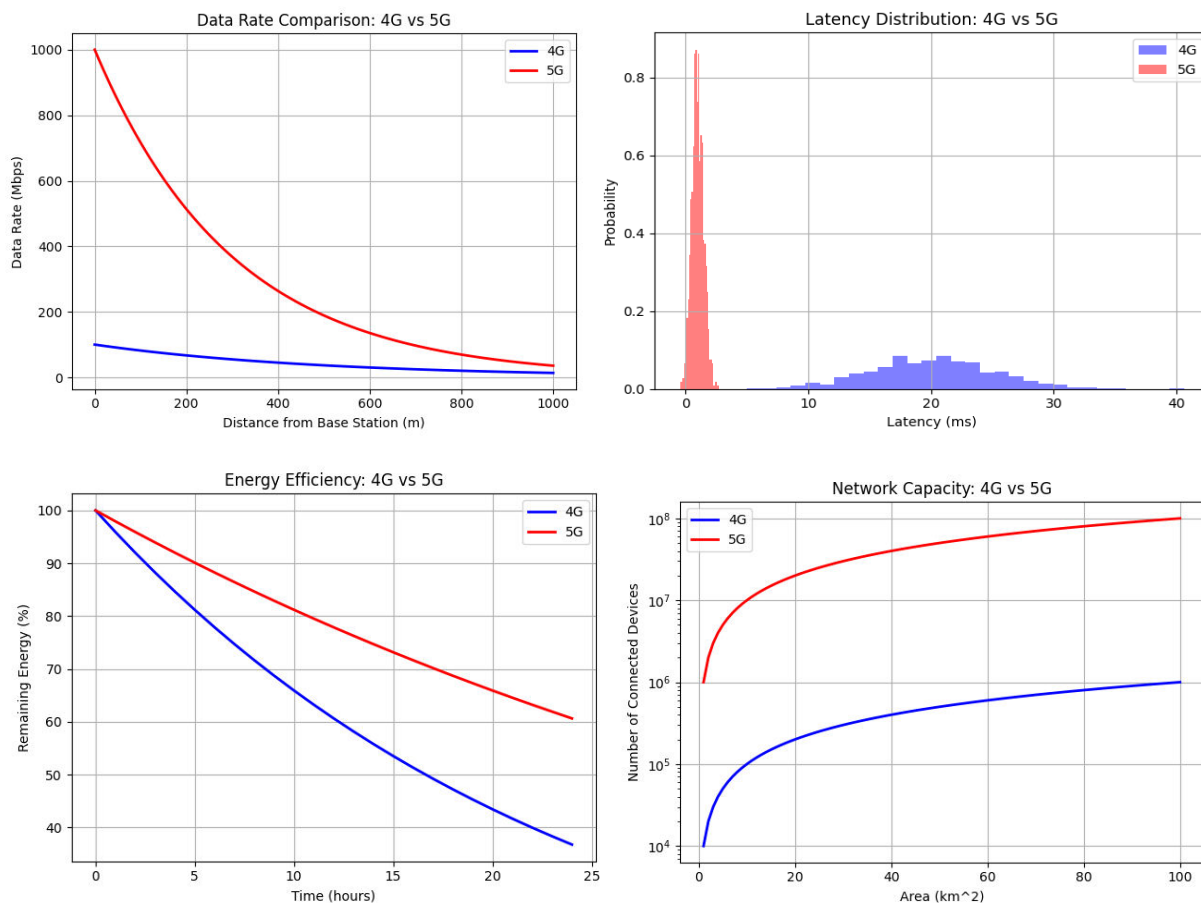 Data Rate Comparison: 4G vs 5G
1000
800
600
400
200
0
Data Rate (Mbps)
4G
5G
0 200 400 600 800 1000
Distance from Base Station (m)
Latency Distribution: 4G vs 5G
0.8
0.6
0.4
0.2
0.0
Probability
4G
5G
0 10 20 30 40
Latency (ms)
Energy Efficiency: 4G vs 5G
100
90
80
70
60
50
40
Remaining Energy (%)
4G
5G
0 5 10 15 20 25
Time (hours)
Network Capacity: 4G vs 5G
10^8
10^7
10^6
10^5
10^4
Number of Connected Devices
4G
5G
0 20 40 60 80 100
Area (km^2)